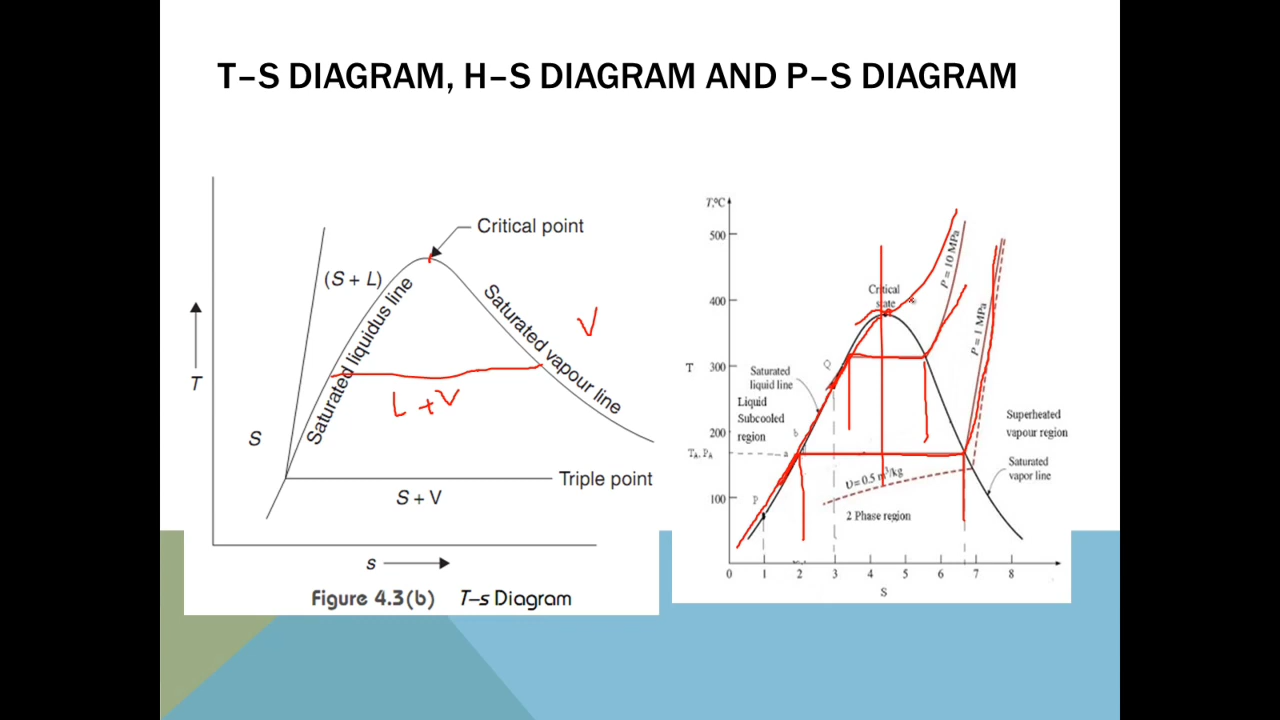 T–S DIAGRAM, H–S DIAGRAM AND P–S DIAGRAM
Critical point
(S + L)
Saturated liquidus line
Saturated vapour line
V
L + V
T
S
Triple point
S + V
s
Figure 4.3(b) T–s Diagram
T,°C
500
400
300
200
100
T
Critical
state
P = 10 MPa
P = 1 MPa
Q
Saturated
liquid line
Liquid
Subcooled
region
b
a
TA, PA
P
υ = 0.5 m³/kg
2 Phase region
Superheated
vapour region
Saturated
vapor line
0 1 2 3 4 5 6 7 8
S